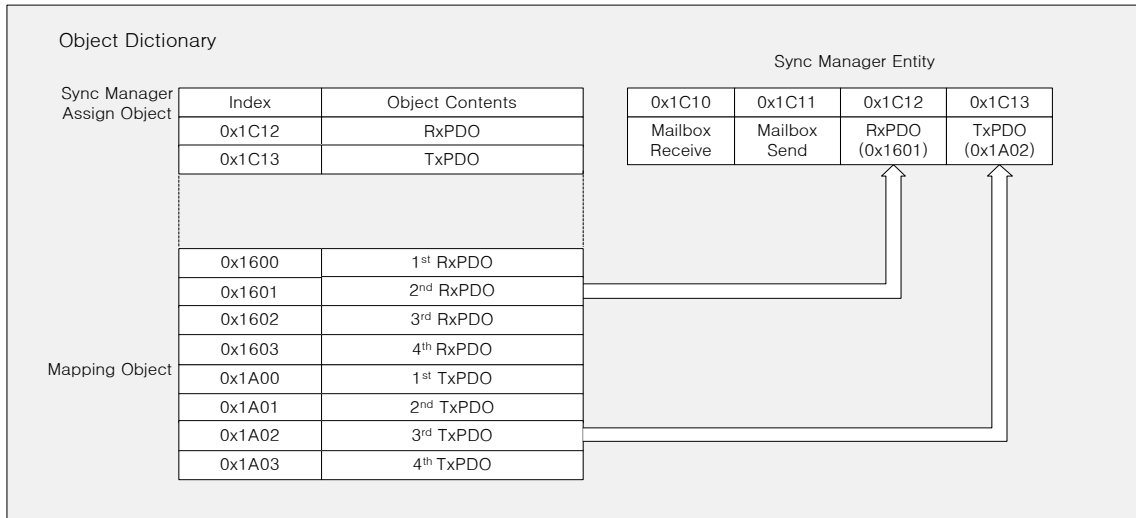 Object Dictionary
Sync Manager Entity
Sync Manager
Assign Object
Index Object Contents
0x1C12 RxPDO
0x1C13 TxPDO
0x1C10 0x1C11 0x1C12 0x1C13
Mailbox Mailbox RxPDO TxPDO
Receive Send (0x1601) (0x1A02)
Mapping Object
0x1600 1st RxPDO
0x1601 2nd RxPDO
0x1602 3rd RxPDO
0x1603 4th RxPDO
0x1A00 1st TxPDO
0x1A01 2nd TxPDO
0x1A02 3rd TxPDO
0x1A03 4th TxPDO